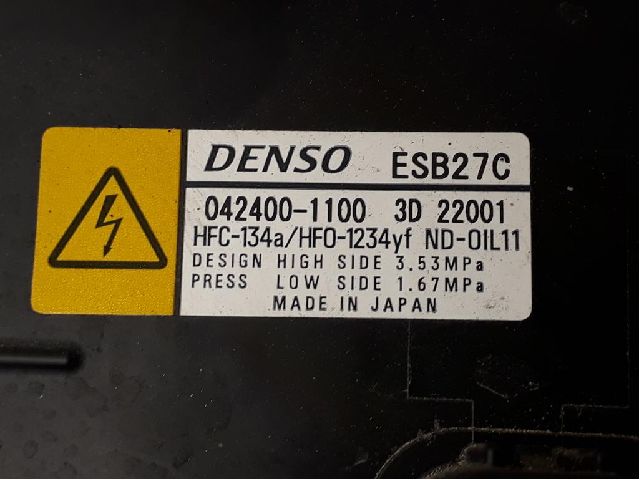 DENSO ESB27C
042400-1100 3D 22001
HFC-134a/HFO-1234yf ND-OIL11
DESIGN HIGH SIDE 3.53MPa
PRESS LOW SIDE 1.67MPa
MADE IN JAPAN